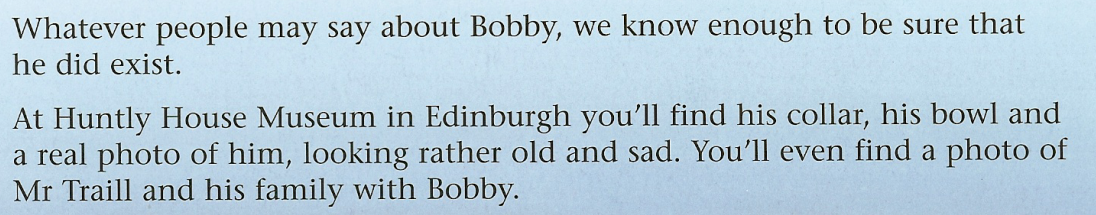 Whatever people may say about Bobby, we know enough to be sure that
he did exist.
At Huntly House Museum in Edinburgh you'll find his collar, his bowl and
a real photo of him, looking rather old and sad. You'll even find a photo of
Mr Traill and his family with Bobby.